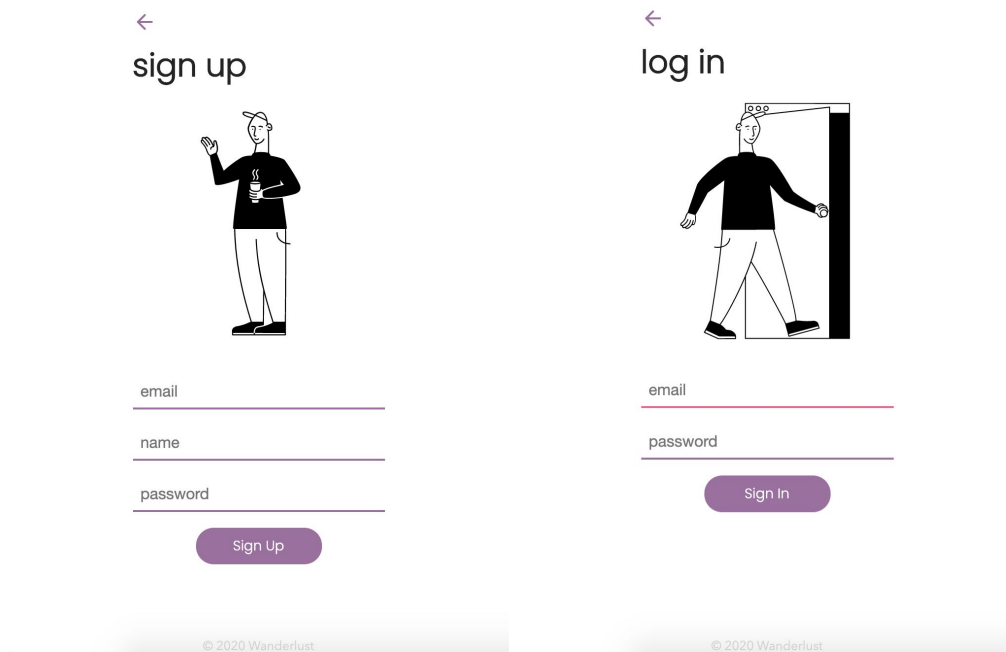 sign up
email
name
password
Sign Up
© 2020 Wanderlust
log in
email
password
Sign In
© 2020 Wanderlust